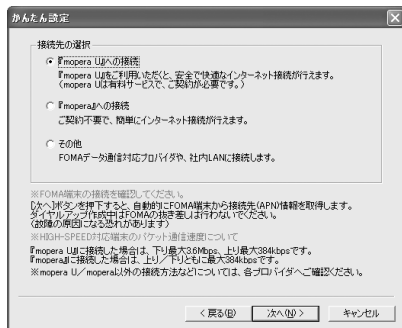 かんたん設定
接続先の選択
『mopera U』への接続
『mopera U』をご利用いただくと、安全で快適なインターネット接続が行えます。
(mopera Uは有料サービスで、ご契約が必要です。)
『mopera』への接続
ご契約不要で、簡単にインターネット接続が行えます。
その他
FOMAデータ通信対応プロバイダや、社内LANに接続します。
※FOMA端末の接続を確認してください。
[次へ]ボタンを押下すると、自動的にFOMA端末から接続先(APN)情報を取得します。
ダイヤルアップ作成中はFOMAの抜き差しは行わないでください。
(故障の原因になる恐れがあります)
※HIGH-SPEED対応端末のパケット通信速度について
『mopera U』に接続した場合は、下り最大3.6Mbps、上り最大384kbpsです。
『mopera』に接続した場合は、上り/下りともに最大384kbpsです。
※mopera U/mopera以外の接続方法などについては、各プロバイダへご確認ください。
< 戻る(B)
次へ(N) >
キャンセル